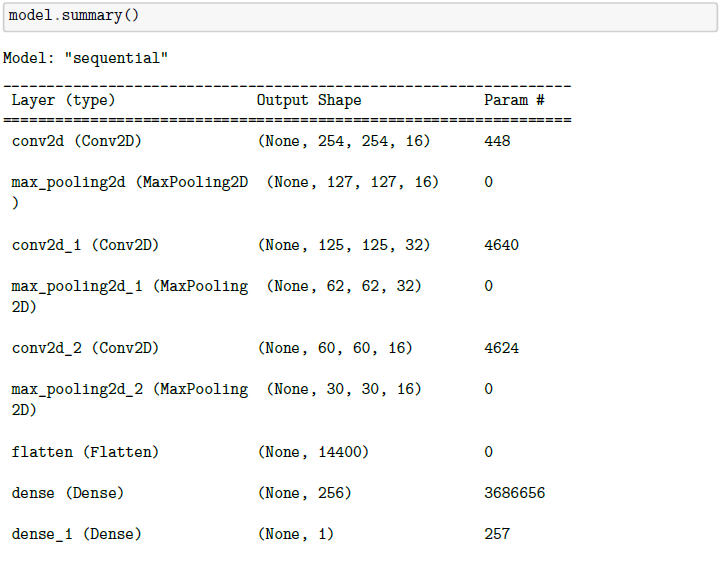 model.summary()
Model: "sequential"
_________________________________________________________________
Layer (type) Output Shape Param #
=================================================================
conv2d (Conv2D) (None, 254, 254, 16) 448
max_pooling2d (MaxPooling2D (None, 127, 127, 16) 0
)
conv2d_1 (Conv2D) (None, 125, 125, 32) 4640
max_pooling2d_1 (MaxPooling (None, 62, 62, 32) 0
2D)
conv2d_2 (Conv2D) (None, 60, 60, 16) 4624
max_pooling2d_2 (MaxPooling (None, 30, 30, 16) 0
2D)
flatten (Flatten) (None, 14400) 0
dense (Dense) (None, 256) 3686656
dense_1 (Dense) (None, 1) 257